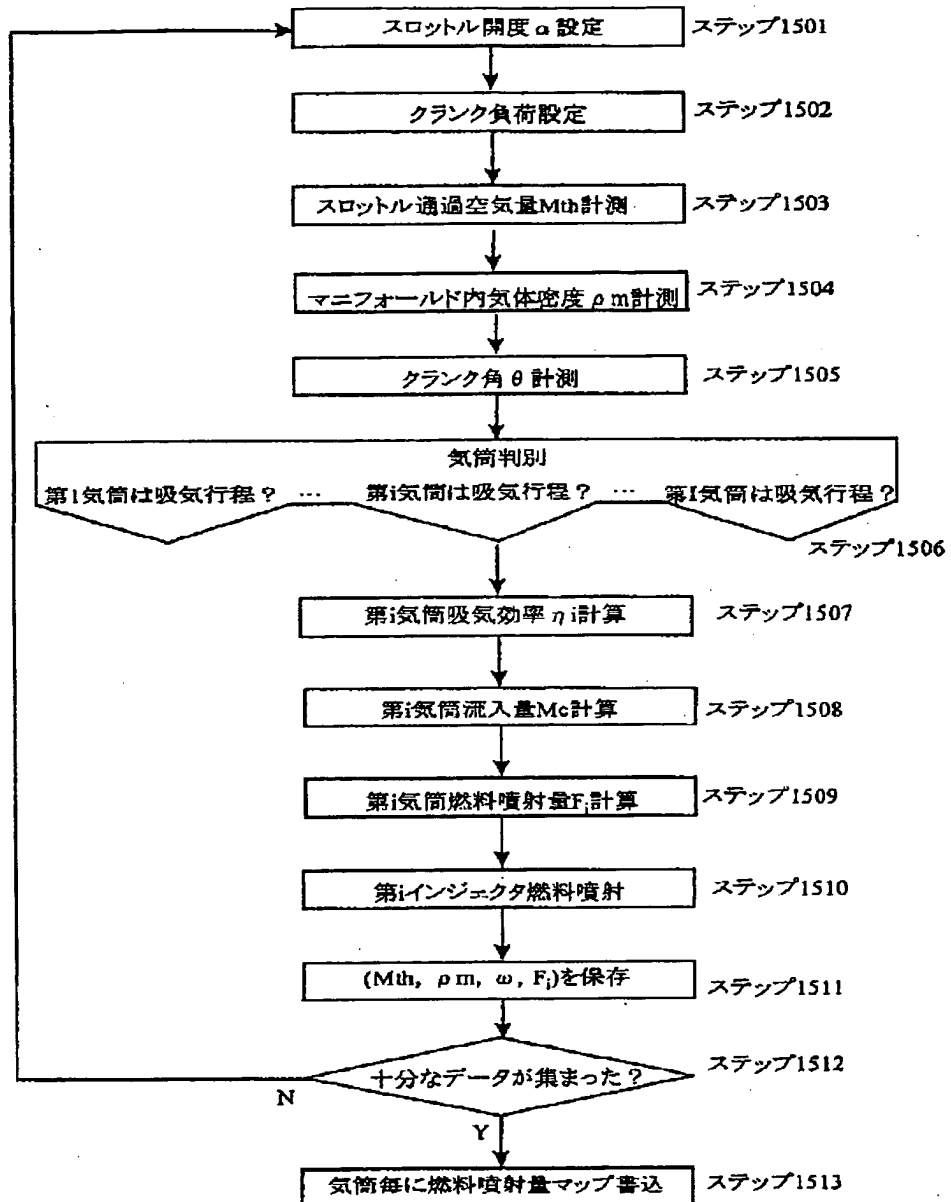 スロットル開度α設定 ステップ1501
クランク負荷設定 ステップ1502
スロットル通過空気量Mth計測 ステップ1503
マニフォールド内気体密度ρm計測 ステップ1504
クランク角θ計測 ステップ1505
気筒判別
第1気筒は吸気行程? … 第i気筒は吸気行程? … 第I気筒は吸気行程?
ステップ1506
第i気筒吸気効率ηi計算 ステップ1507
第i気筒流入量Mc計算 ステップ1508
第i気筒燃料噴射量Fi計算 ステップ1509
第iインジェクタ燃料噴射 ステップ1510
(Mth, ρm, ω, Fi)を保存 ステップ1511
十分なデータが集まった? ステップ1512
N
Y
気筒毎に燃料噴射量マップ書込 ステップ1513